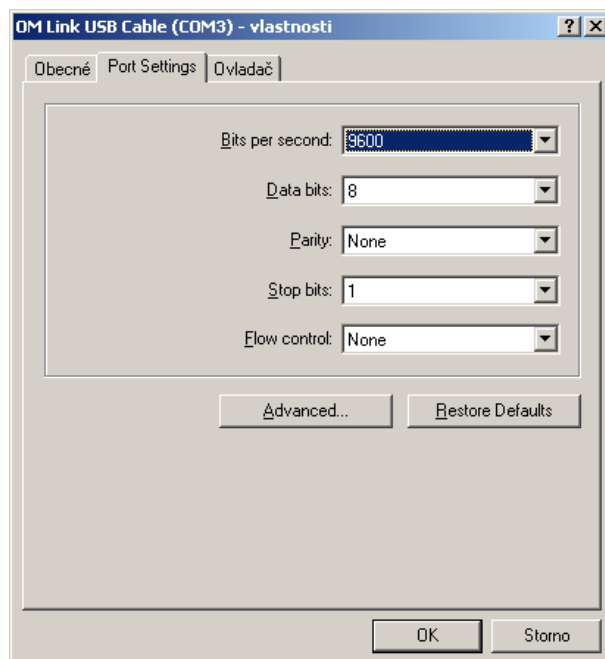 OM Link USB Cable (COM3) - vlastnosti
Obecné Port Settings Ovladač
Bits per second: 9600
Data bits: 8
Parity: None
Stop bits: 1
Flow control: None
Advanced... Restore Defaults
OK Storno